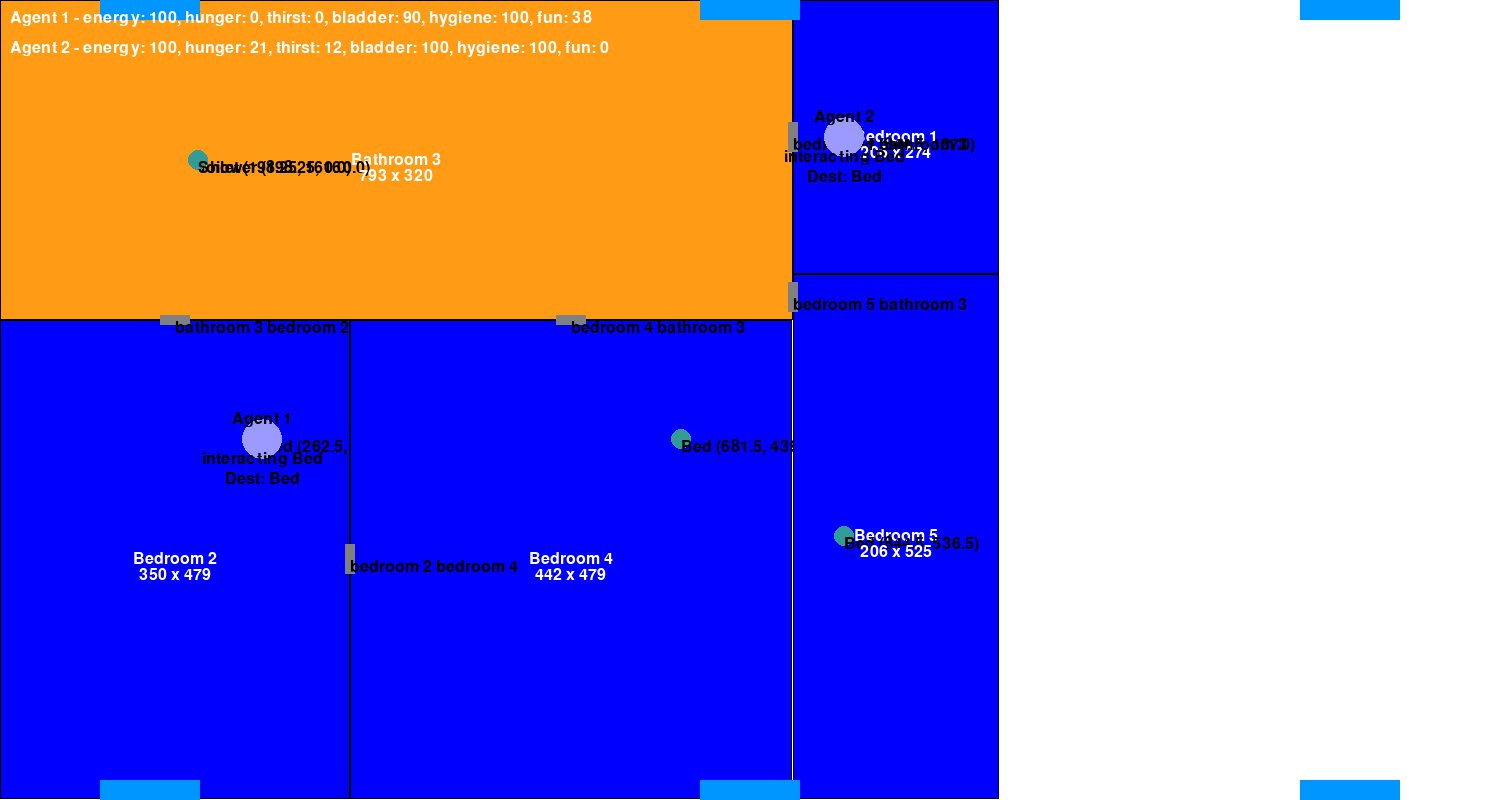 Agent 1 - energy: 100, hunger: 0, thirst: 0, bladder: 90, hygiene: 100, fun: 38
Agent 2 - energy: 100, hunger: 21, thirst: 12, bladder: 100, hygiene: 100, fun: 0
Agent 2
Bedroom 1
interacting Bed
Dest: Bed
Bathroom 3
793 x 320
bedroom 5 bathroom 3
bathroom 3 bedroom 2
bedroom 4 bathroom 3
Agent 1
(262.5,
interacting Bed
Dest: Bed
Bed (681.5,
Bedroom 5
206 x 525
Bedroom 2
350 x 479
bedroom 2 bedroom 4
Bedroom 4
442 x 479